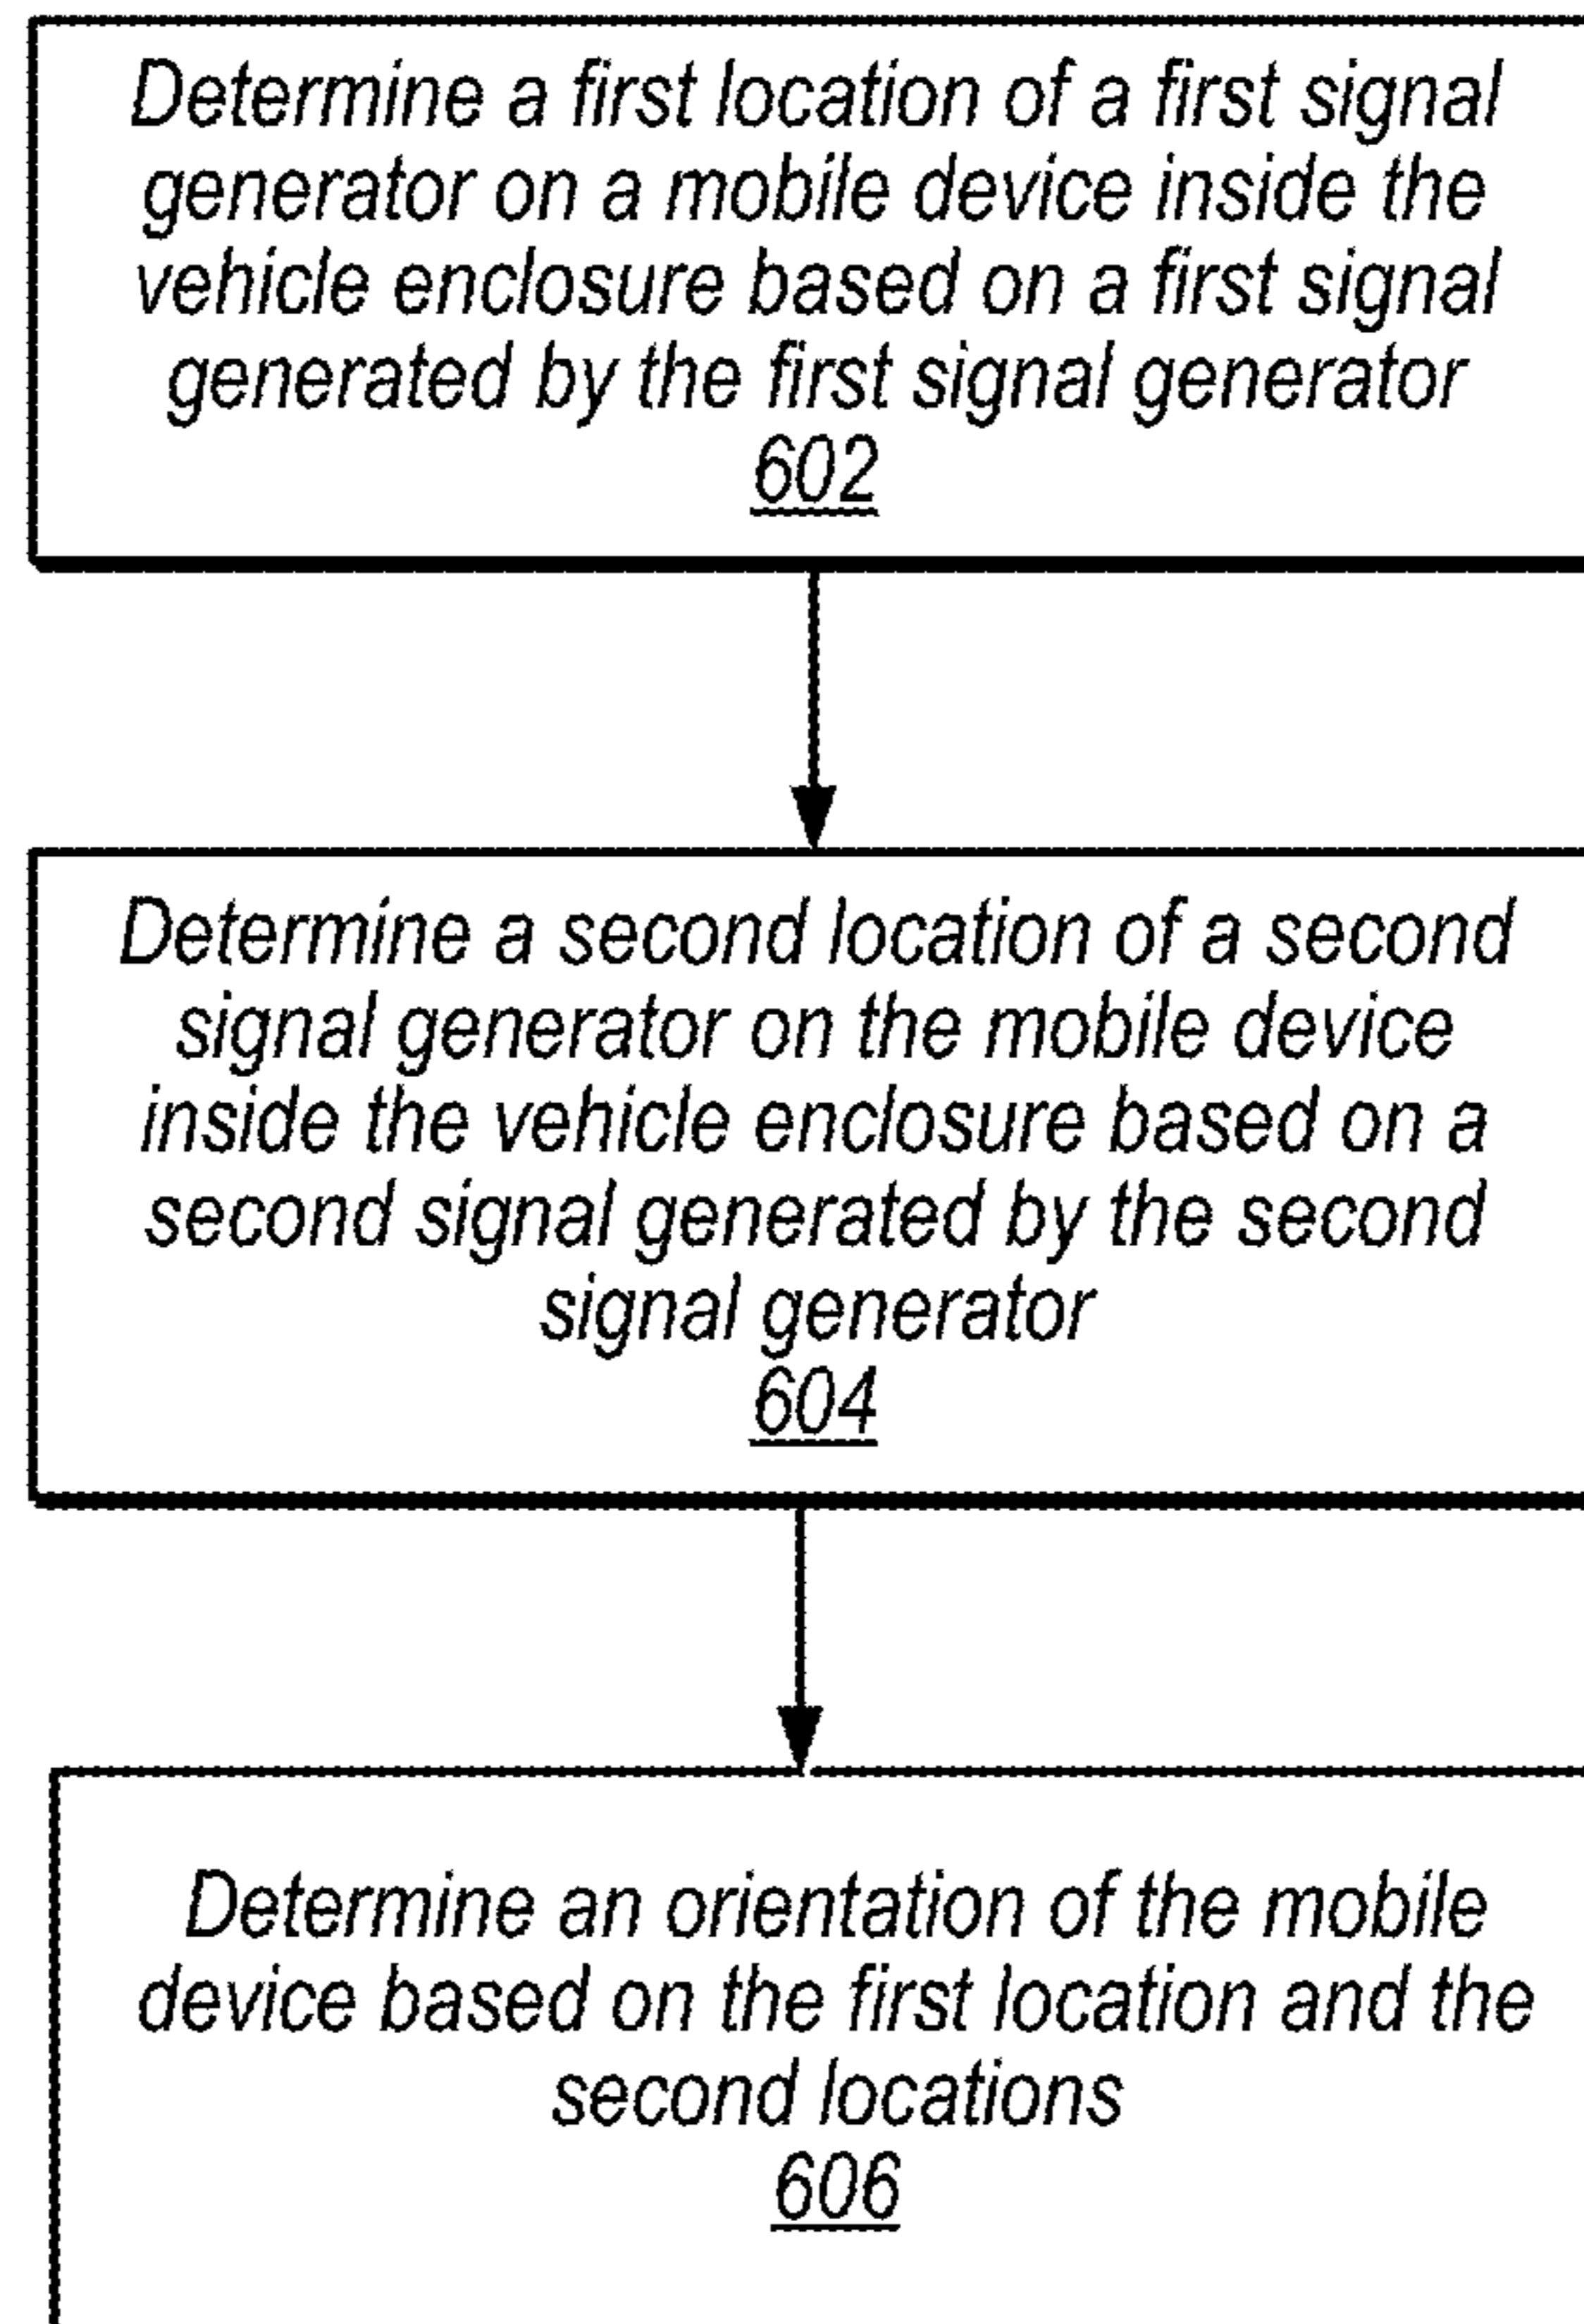 Determine a first location of a first signal
generator on a mobile device inside the
vehicle enclosure based on a first signal
generated by the first signal generator
602
Determine a second location of a second
signal generator on the mobile device
inside the vehicle enclosure based on a
second signal generated by the second
signal generator
604
Determine an orientation of the mobile
device based on the first location and the
second locations
606